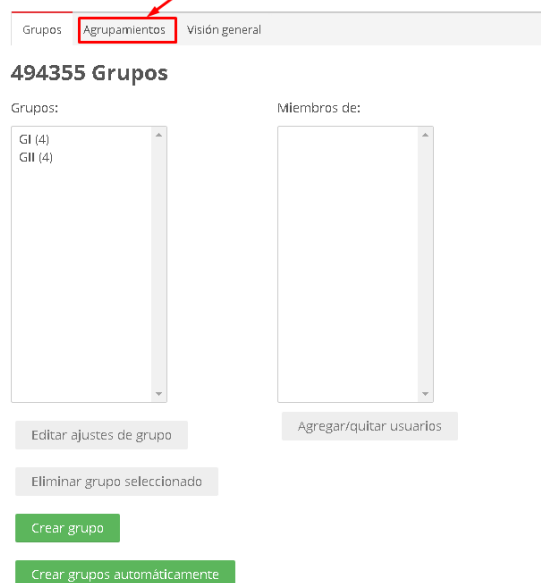 Grupos Agrupamientos Visión general
494355 Grupos
Grupos: Miembros de:
GI (4)
GII (4)
Editar ajustes de grupo Agregar/quitar usuarios
Eliminar grupo seleccionado
Crear grupo
Crear grupos automáticamente